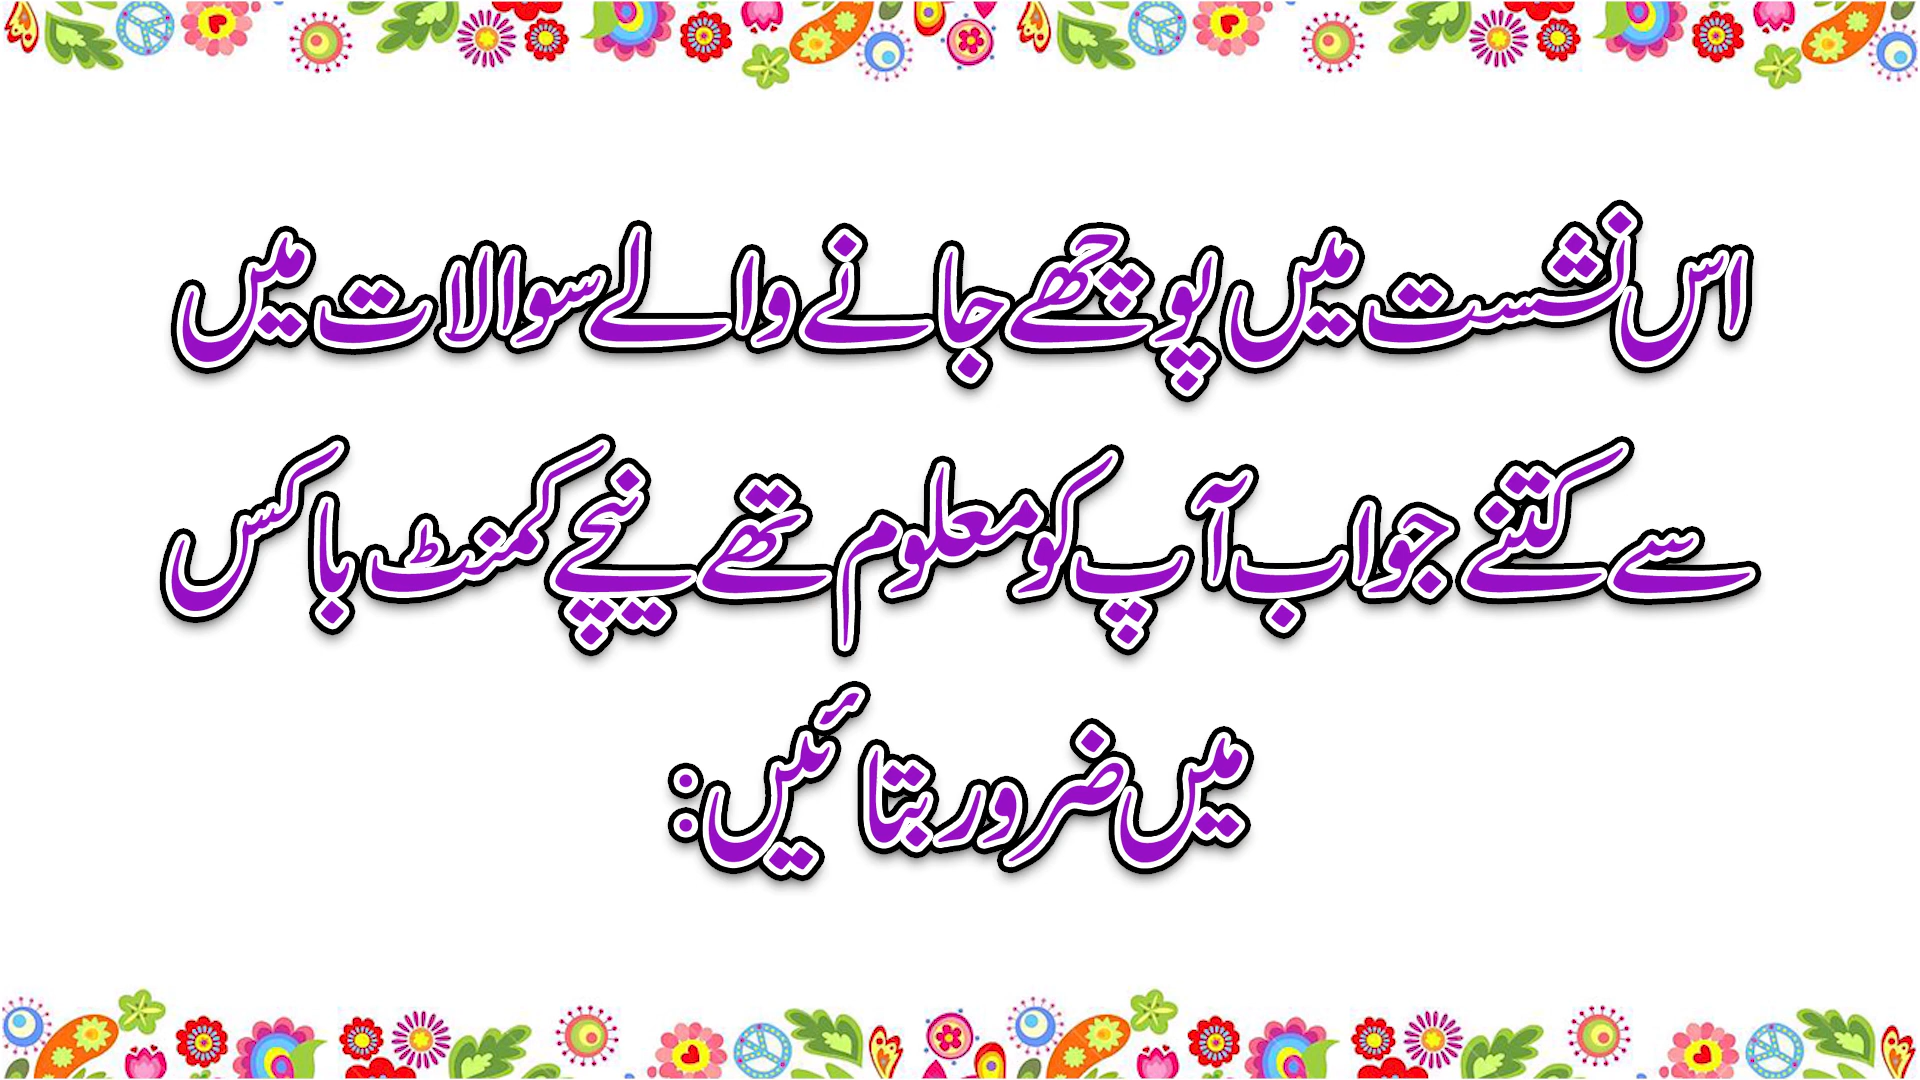 اس نشست میں پوچھے جانے والے سوالات میں
سے کتنے جواب آپ کو معلوم تھے نیچے کمنٹ باکس
میں ضرور بتائیں: